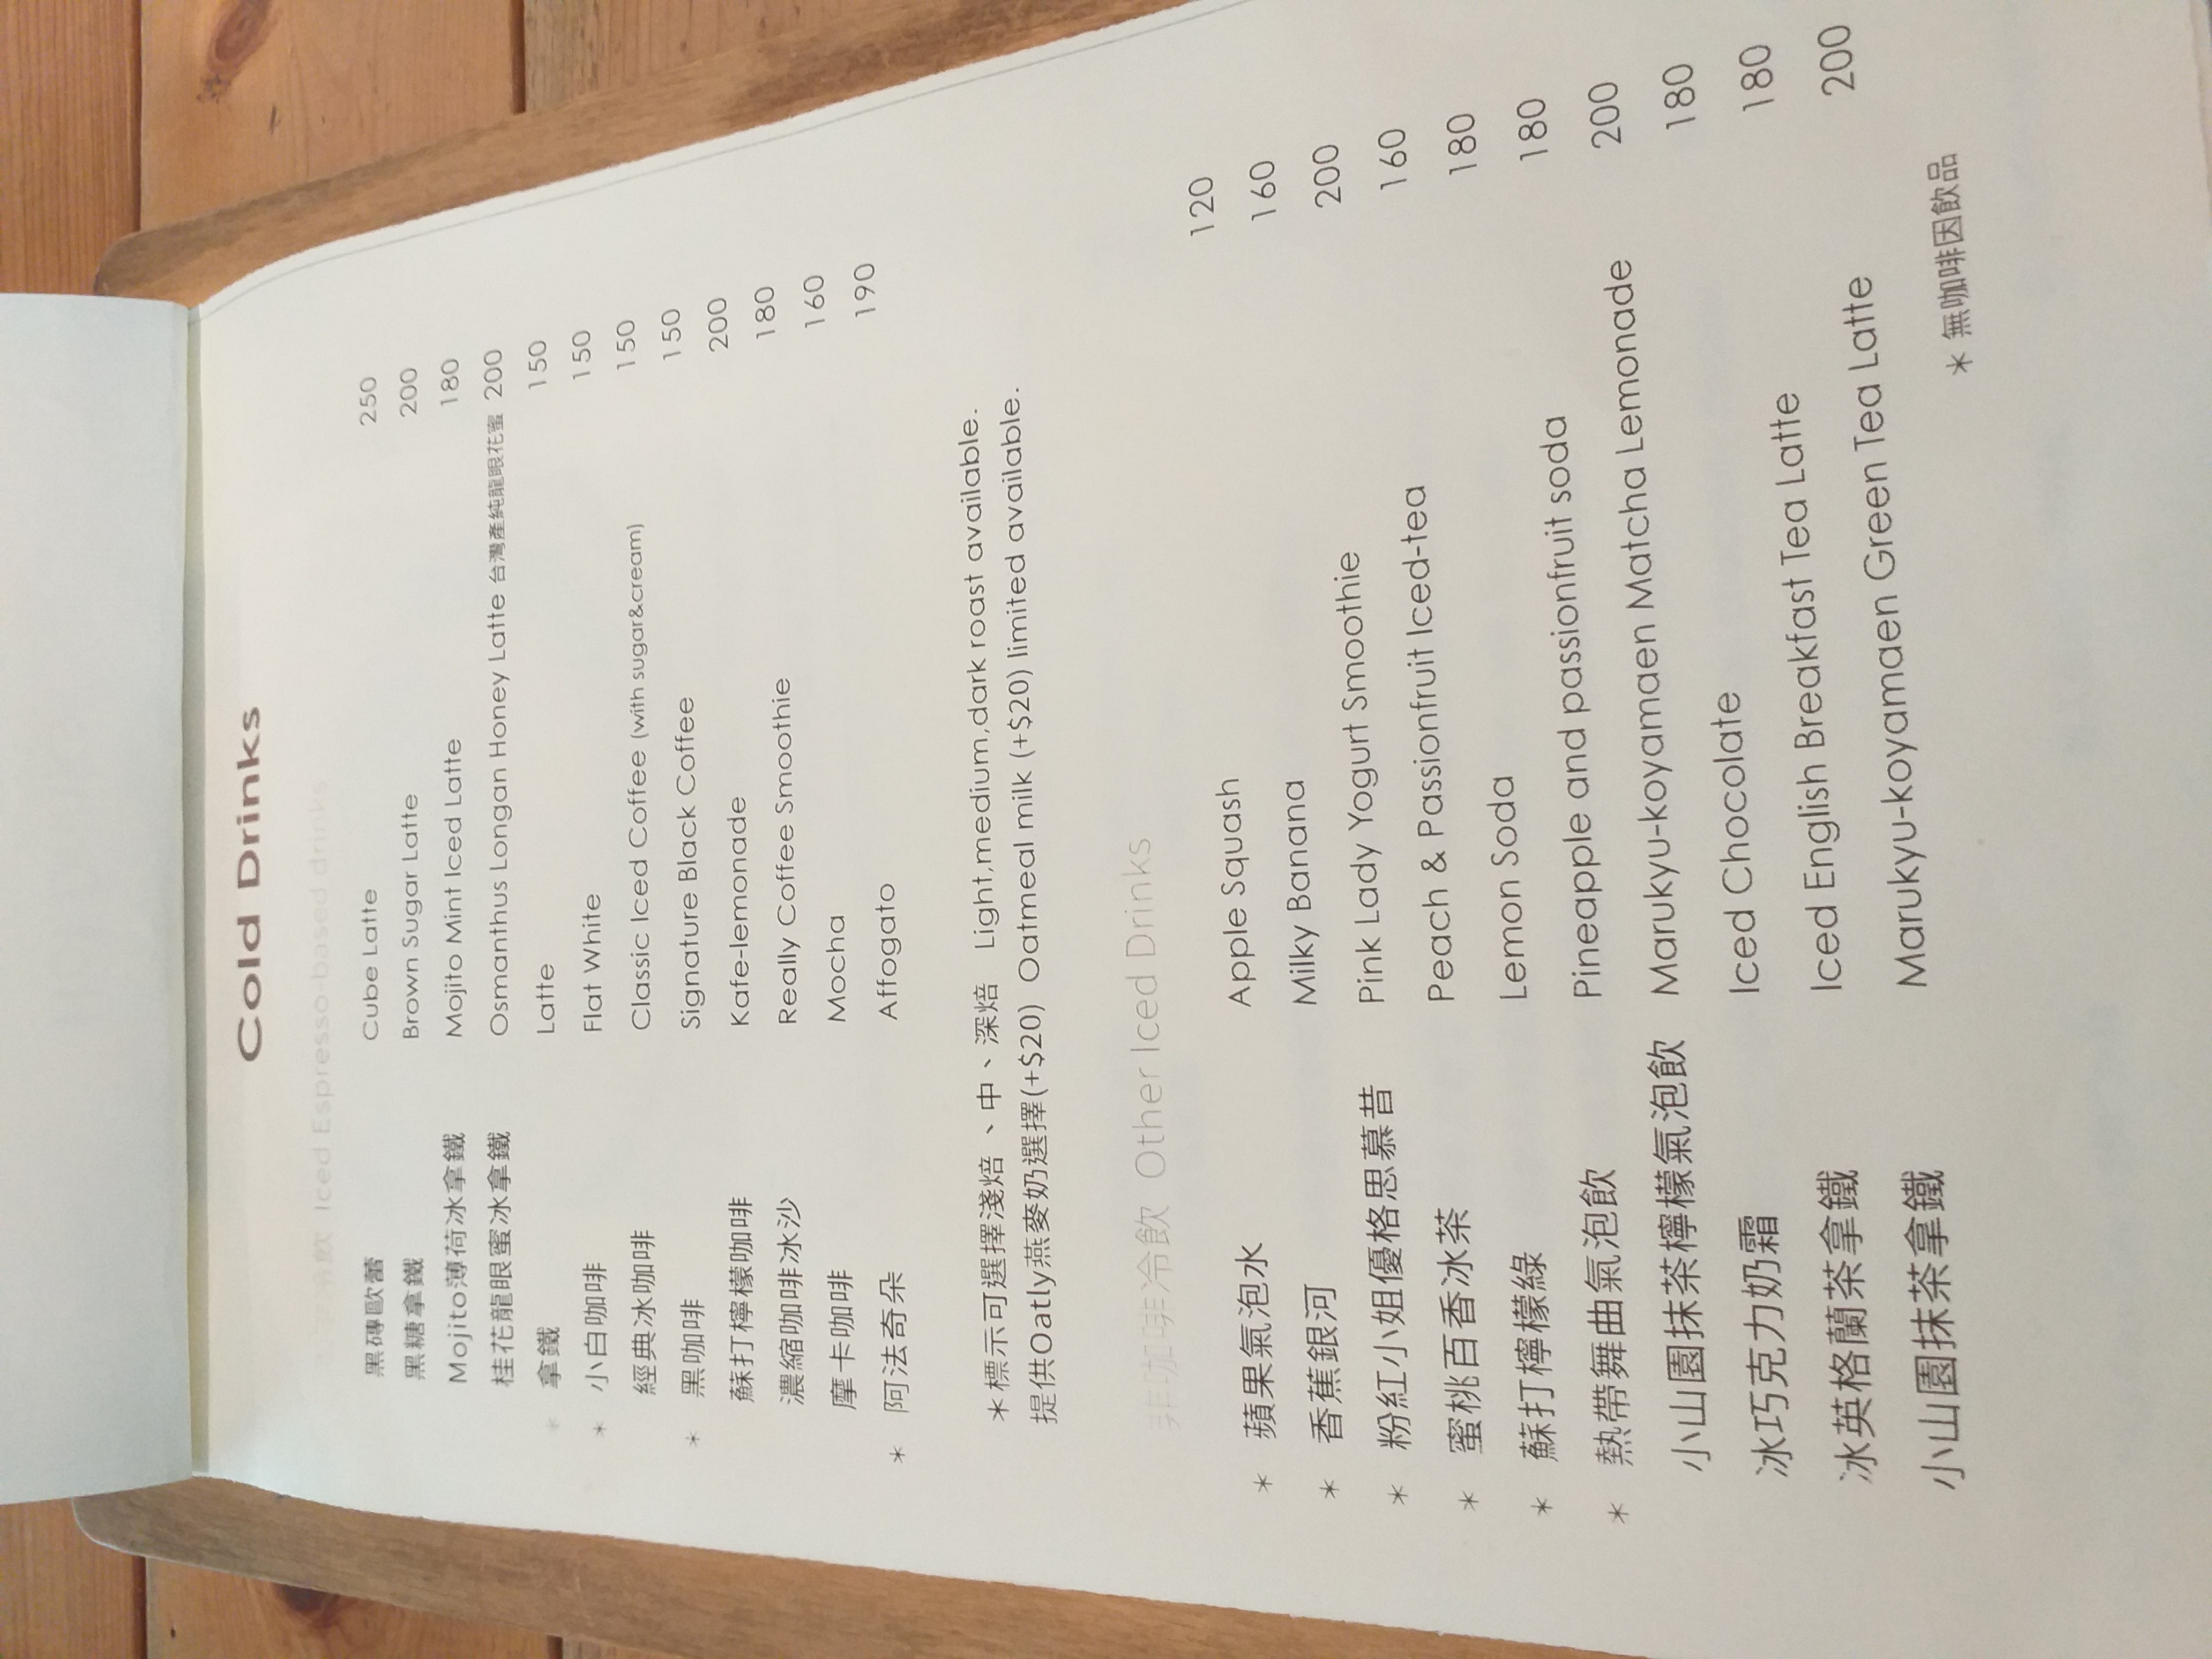 Cold Drinks
冷飲 Iced Espresso-based drinks
黑磚歐蕾 Cube Latte 250
黑糖拿鐵 Brown Sugar Latte 200
Mojito薄荷冰拿鐵 Mojito Mint Iced Latte 180
桂花龍眼蜜冰拿鐵 Osmanthus Longan Honey Latte 台灣產純龍眼花蜜 200
* 拿鐵 Latte 150
* 小白咖啡 Flat White 150
經典冰咖啡 Classic Iced Coffee (with sugar&cream) 150
* 黑咖啡 Signature Black Coffee 150
蘇打檸檬咖啡 Kafe-lemonade 200
濃縮咖啡冰沙 Really Coffee Smoothie 180
摩卡咖啡 Mocha 160
* 阿法奇朵 Affogato 190
*標示可選擇淺焙、中、深焙 Light,medium,dark roast available.
提供Oatly燕麥奶選擇(+$20) Oatmeal milk (+$20) limited available.
非咖啡冷飲 Other Iced Drinks
* 蘋果氣泡水 Apple Squash 120
* 香蕉銀河 Milky Banana 160
* 粉紅小姐優格思慕昔 Pink Lady Yogurt Smoothie 200
* 蜜桃百香冰茶 Peach & Passionfruit Iced-tea 160
* 蘇打檸檬綠 Lemon Soda 180
* 熱帶舞曲氣泡飲 Pineapple and passionfruit soda 180
小山園抹茶檸檬氣泡飲 Marukyu-koyamaen Matcha Lemonade 200
冰巧克力奶霜 Iced Chocolate 180
冰英格蘭茶拿鐵 Iced English Breakfast Tea Latte 180
小山園抹茶拿鐵 Marukyu-koyamaen Green Tea Latte 200
* 無咖啡因飲品